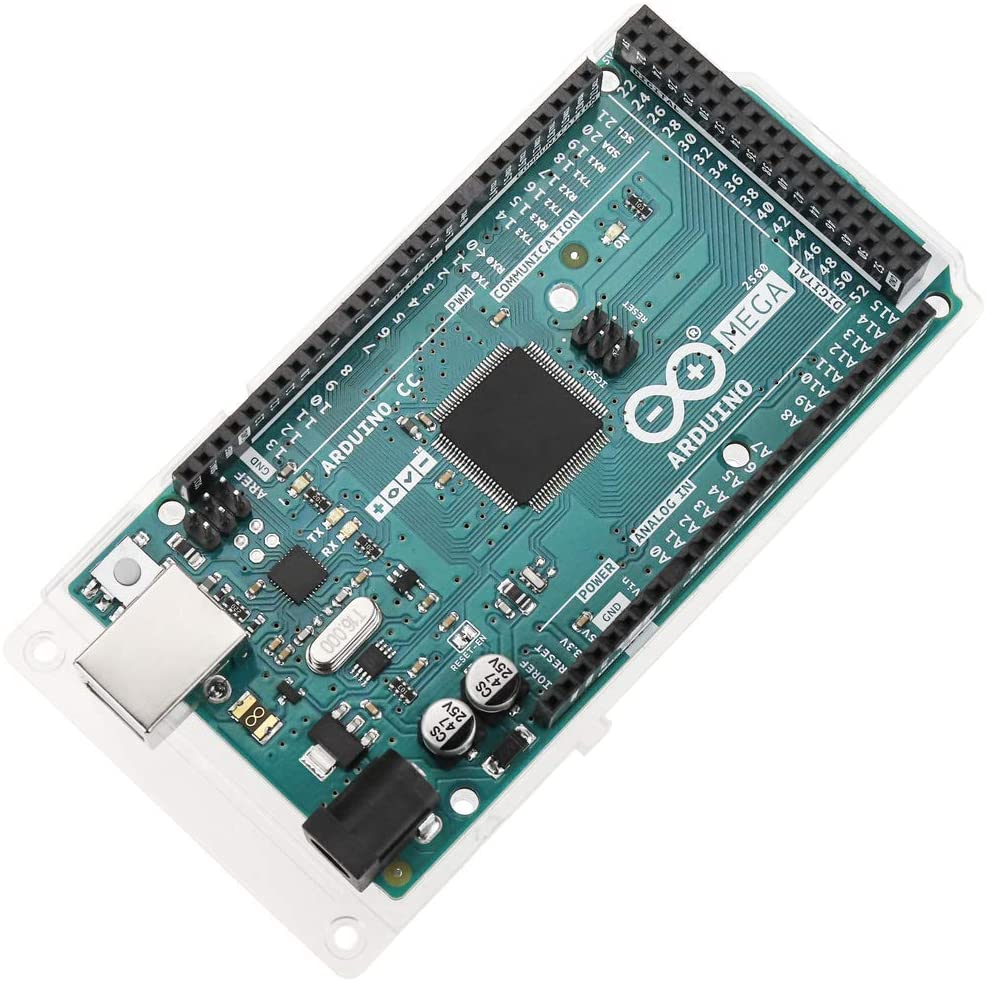 5V
22
24
26
28
30
32
34
36
38
40
42
44
46
48
50
52
DIGITAL
SCL 21
SDA 20
RX1 19
TX1 18
RX2 17
TX2 16
RX3 15
TX3 14
COMMUNICATION
RX0 0
TX0 1
2
3
4
5
6
7
PWM
8
9
10
11
12
13
GND
AREF
ARDUINO.CC
ON
RESET
ICSP
2560
MEGA
ARDUINO
®
TX
RX
T16.000
RESET-EN
CS
47
25V
CS
47
25V
A15
A14
A13
A12
A11
A10
A9
A8
A7
A6
A5
A4
A3
A2
A1
A0
ANALOG IN
POWER
Vin
GND
5V
3.3V
RESET
IOREF